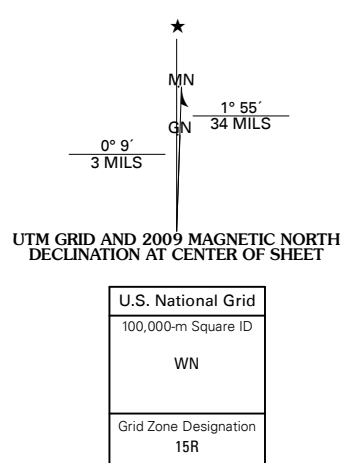 ★
MN
1° 55´
34 MILS
GN
0° 9´
3 MILS
UTM GRID AND 2009 MAGNETIC NORTH
DECLINATION AT CENTER OF SHEET
U.S. National Grid
100,000-m Square ID
WN
Grid Zone Designation
15R